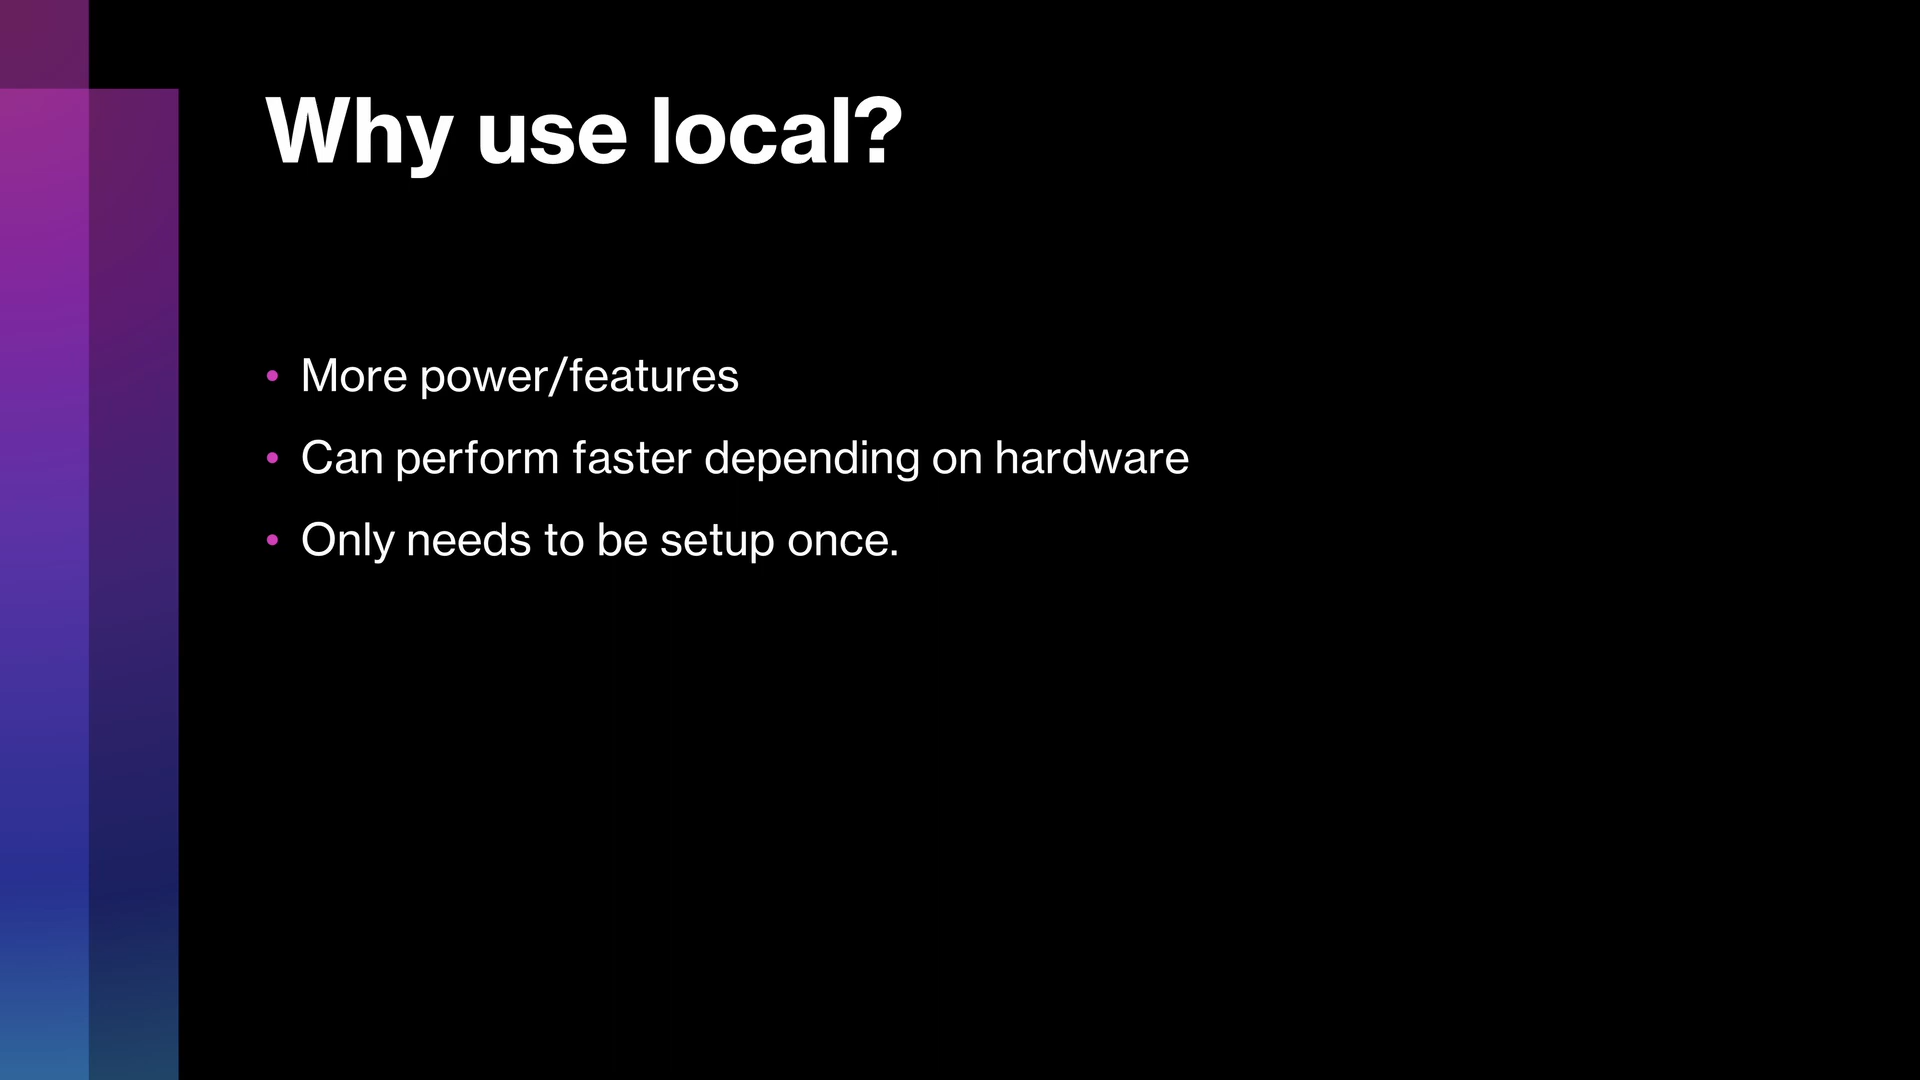 Why use local?
• More power/features
• Can perform faster depending on hardware
• Only needs to be setup once.